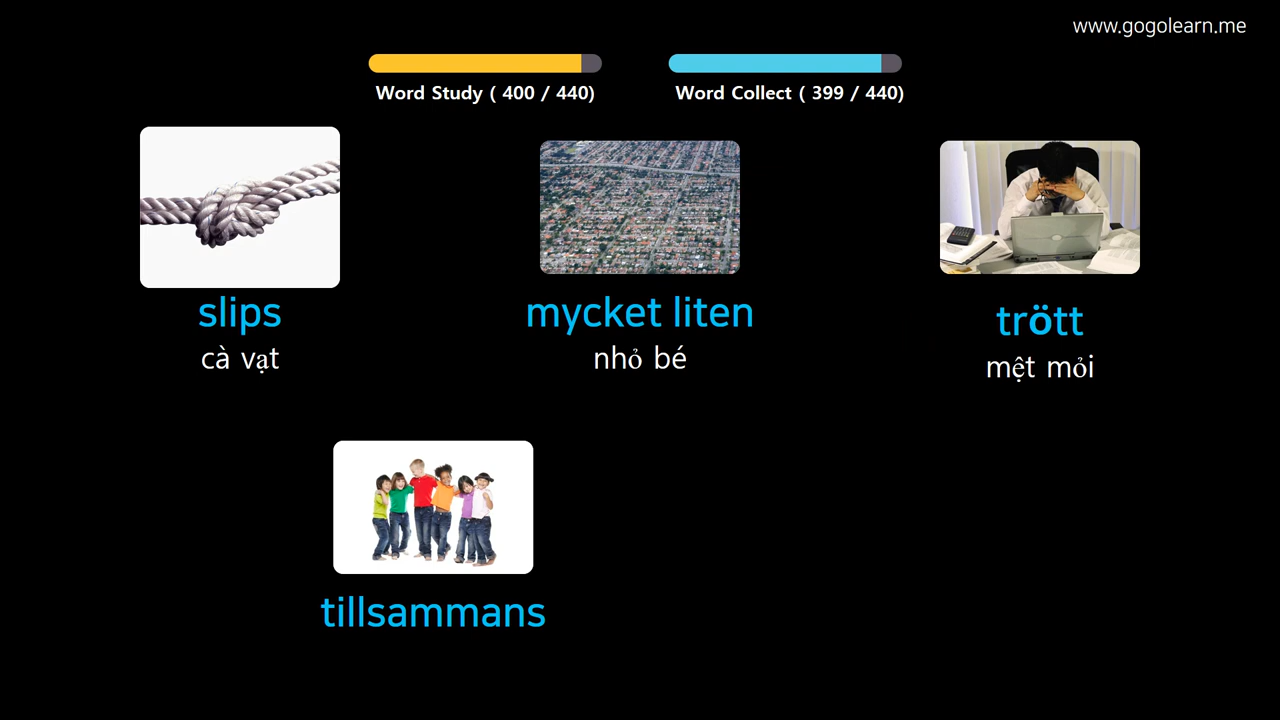 www.gogolearn.me
Word Study ( 400 / 440)
Word Collect ( 399 / 440)
slips
cà vạt
mycket liten
nhỏ bé
trött
mệt mỏi
tillsammans